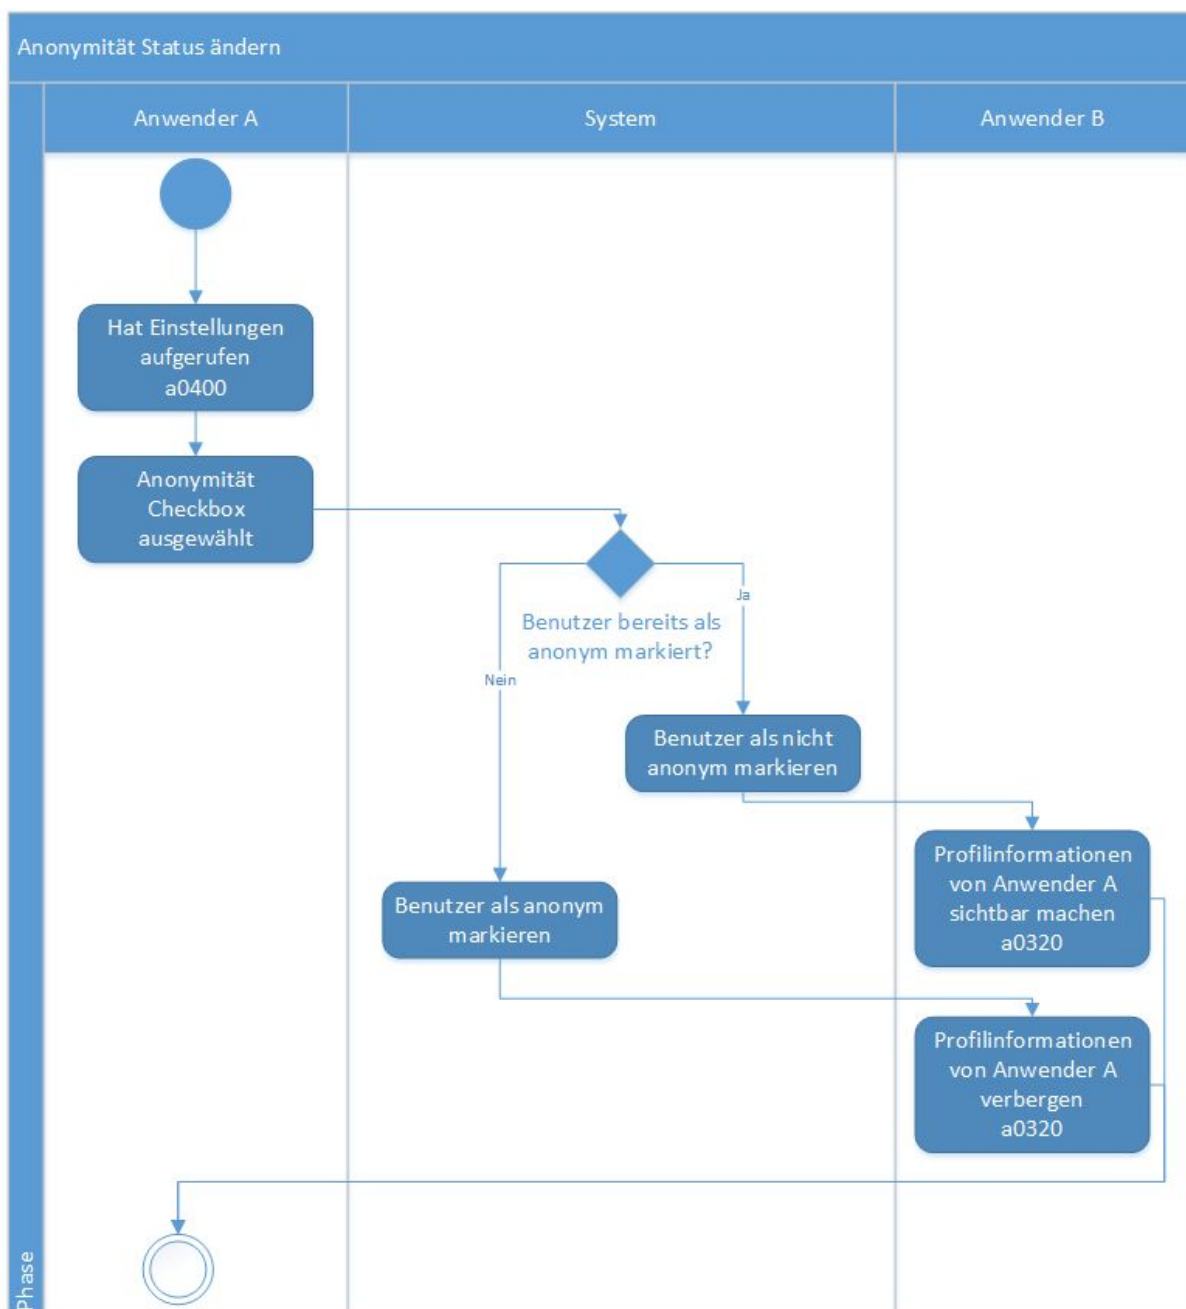 Anonymität Status ändern
Anwender A
System
Anwender B
Hat Einstellungen
aufgerufen
a0400
Anonymität
Checkbox
ausgewählt
Ja
Benutzer bereits als
anonym markiert?
Nein
Benutzer als nicht
anonym markieren
Profilinformationen
von Anwender A
sichtbar machen
a0320
Benutzer als anonym
markieren
Profilinformationen
von Anwender A
verbergen
a0320
Phase